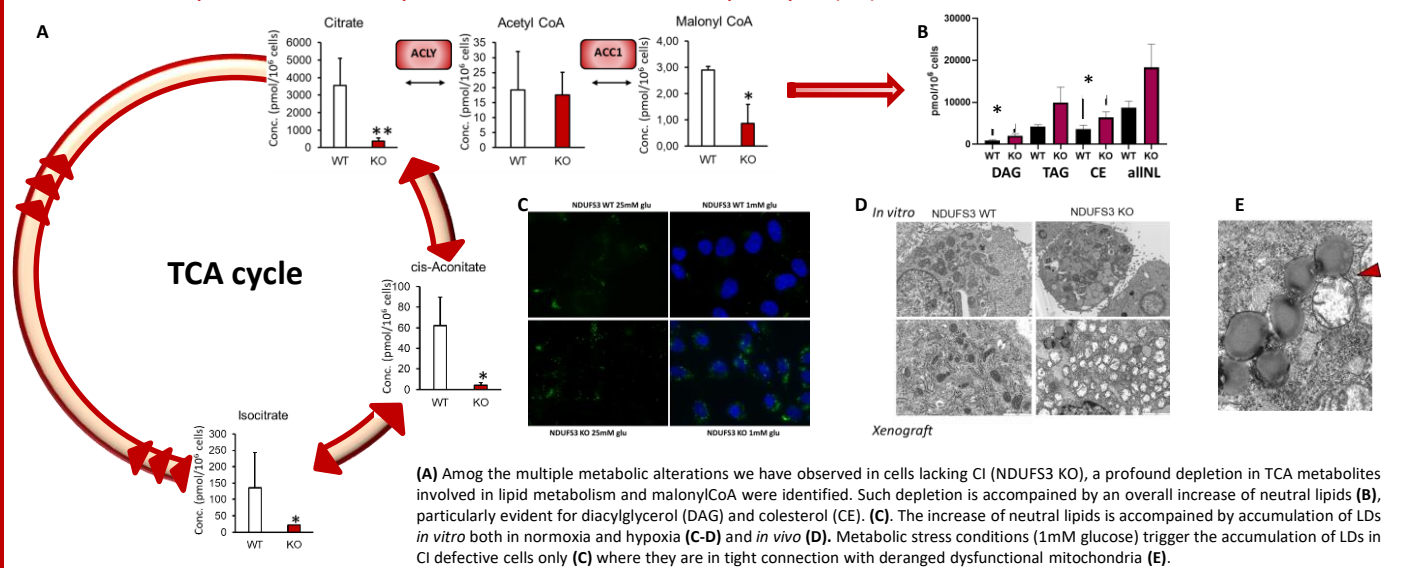 A
Citrate
Conc. (pmol/10⁶ cells)
6000
5000
4000
3000
2000
1000
0
**
WT KO
ACLY
Acetyl CoA
Conc. (pmol/10⁶ cells)
35
30
25
20
15
10
5
0
WT KO
ACC1
Malonyl CoA
Conc. (pmol/10⁶ cells)
4,00
3,00
2,00
1,00
0,00
*
WT KO
B
pmol/10⁶ cells
30000
20000
10000
0
*
*
WT KO WT KO WT KO WT KO
DAG TAG CE allNL
TCA cycle
cis-Aconitate
Conc. (pmol/10⁶ cells)
100
80
60
40
20
0
*
WT KO
Isocitrate
Conc. (pmol/10⁶ cells)
300
250
200
150
100
50
0
*
WT KO
C
NDUFS3 WT 25mM glu NDUFS3 WT 1mM glu
NDUFS3 KO 25mM glu NDUFS3 KO 1mM glu
D
In vitro NDUFS3 WT NDUFS3 KO
Xenograft
E
(A) Amog the multiple metabolic alterations we have observed in cells lacking CI (NDUFS3 KO), a profound depletion in TCA metabolites
involved in lipid metabolism and malonylCoA were identified. Such depletion is accompained by an overall increase of neutral lipids (B),
particularly evident for diacylglycerol (DAG) and colesterol (CE). (C). The increase of neutral lipids is accompained by accumulation of LDs
in vitro both in normoxia and hypoxia (C-D) and in vivo (D). Metabolic stress conditions (1mM glucose) trigger the accumulation of LDs in
CI defective cells only (C) where they are in tight connection with deranged dysfunctional mitochondria (E).